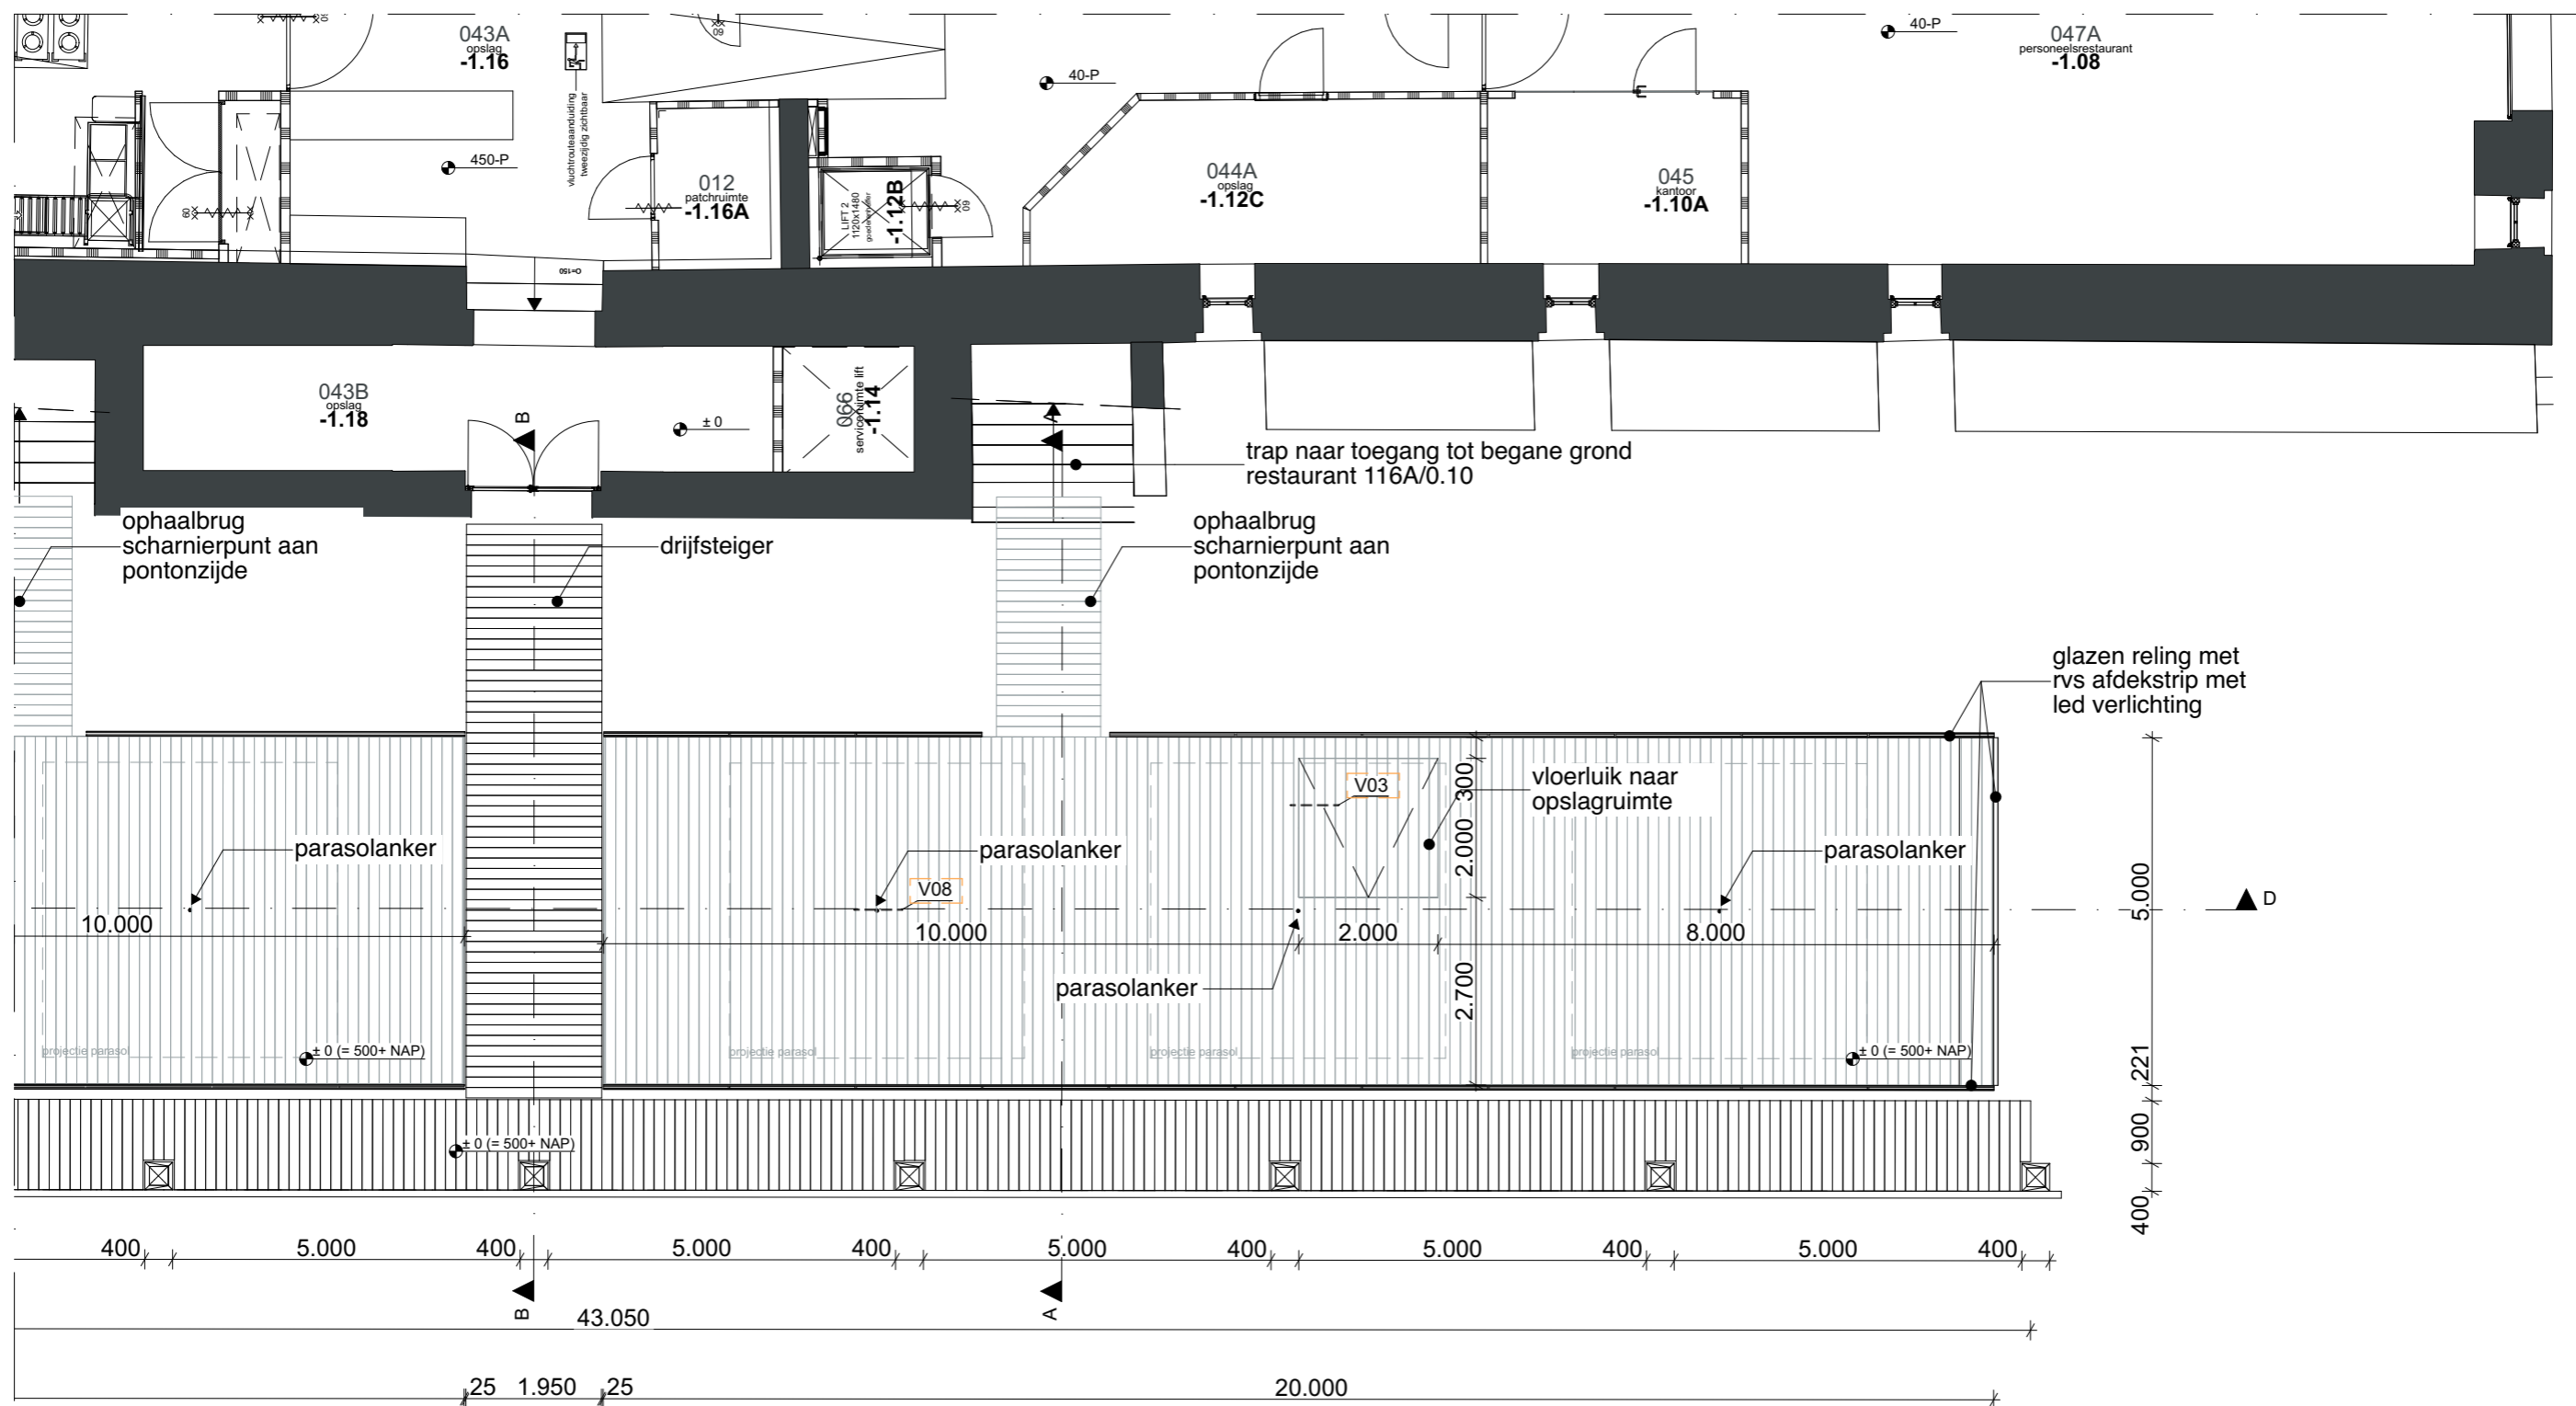 043A
opslag
-1.16
vluchtrouteaanduiding
tweezijdig zichtbaar
60
40-P
40-P
047A
personeelsrestaurant
-1.08
450-P
60
012
patchruimte
-1.16A
LIFT 2
1120x1480
-1.12B
60
044A
opslag
-1.12C
045
kantoor
-1.10A
O=150
043B
opslag
-1.18
B
± 0
066
serviceruimte lift
-1.14
A
trap naar toegang tot begane grond
restaurant 116A/0.10
ophaalbrug
scharnierpunt aan
pontonzijde
drijfsteiger
ophaalbrug
scharnierpunt aan
pontonzijde
glazen reling met
rvs afdekstrip met
led verlichting
V03
300
vloerluik naar
opslagruimte
parasolanker
parasolanker
2.000
parasolanker
V08
5.000
D
10.000
10.000
2.000
8.000
parasolanker
2.700
projectie parasol
± 0 (= 500+ NAP)
projectie parasol
projectie parasol
projectie parasol
± 0 (= 500+ NAP)
221
± 0 (= 500+ NAP)
900
400
400
5.000
400
5.000
400
5.000
400
5.000
400
5.000
400
B
A
43.050
25
1.950
25
20.000